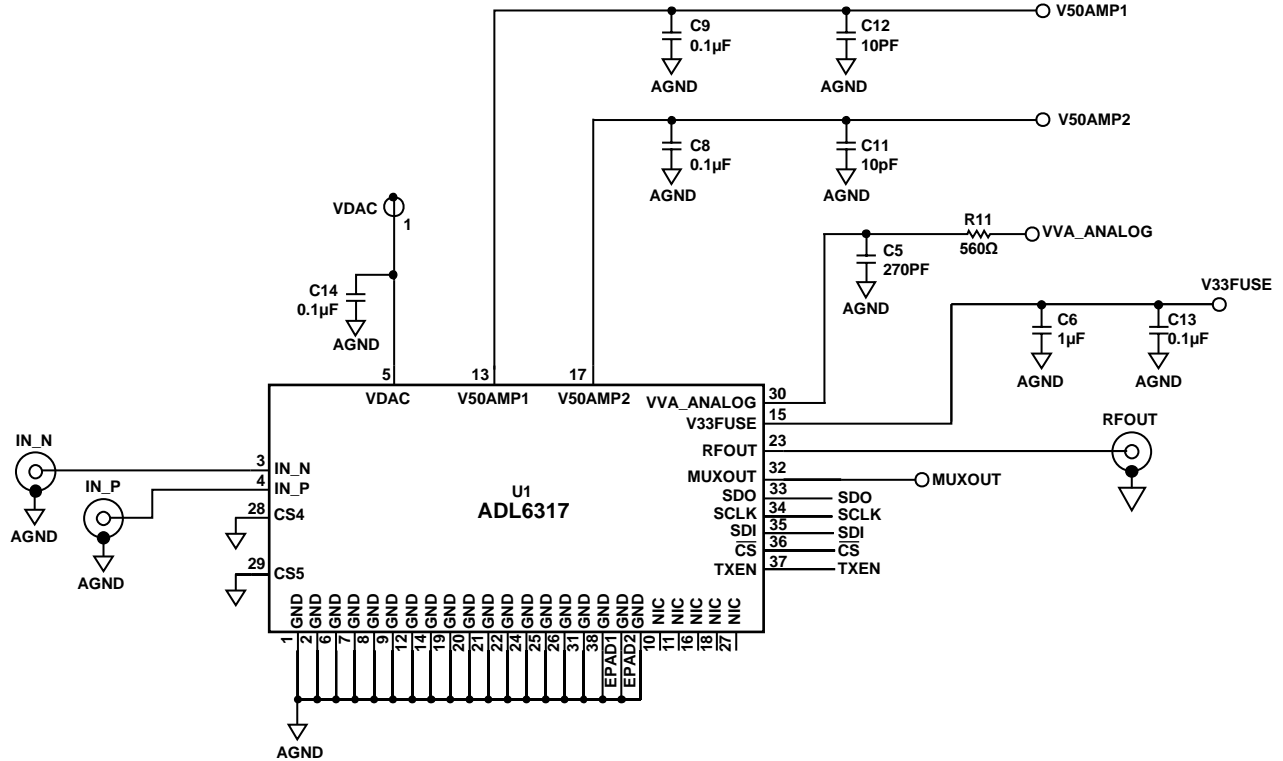 V50AMP1
C9
0.1µF
AGND
C12
10PF
AGND
V50AMP2
C8
0.1µF
AGND
C11
10pF
AGND
VDAC
1
C14
0.1µF
AGND
R11
560Ω
VVA_ANALOG
C5
270PF
AGND
V33FUSE
C6
1µF
AGND
C13
0.1µF
AGND
5
13
17
VDAC
V50AMP1
V50AMP2
VVA_ANALOG
30
V33FUSE
15
RFOUT
23
RFOUT
MUXOUT
32
MUXOUT
SDO
33
SDO
SCLK
34
SCLK
SDI
35
SDI
CS
36
CS
TXEN
37
TXEN
IN_N
AGND
IN_P
AGND
3
IN_N
4
IN_P
28
CS4
29
CS5
U1
ADL6317
GND GND GND GND GND GND GND GND GND GND GND GND GND GND GND GND GND GND GND NIC NIC NIC NIC NIC
1 2 6 7 8 9 12 14 19 20 21 22 24 25 26 31 38 EPAD1 EPAD2 10 11 16 18 27
AGND